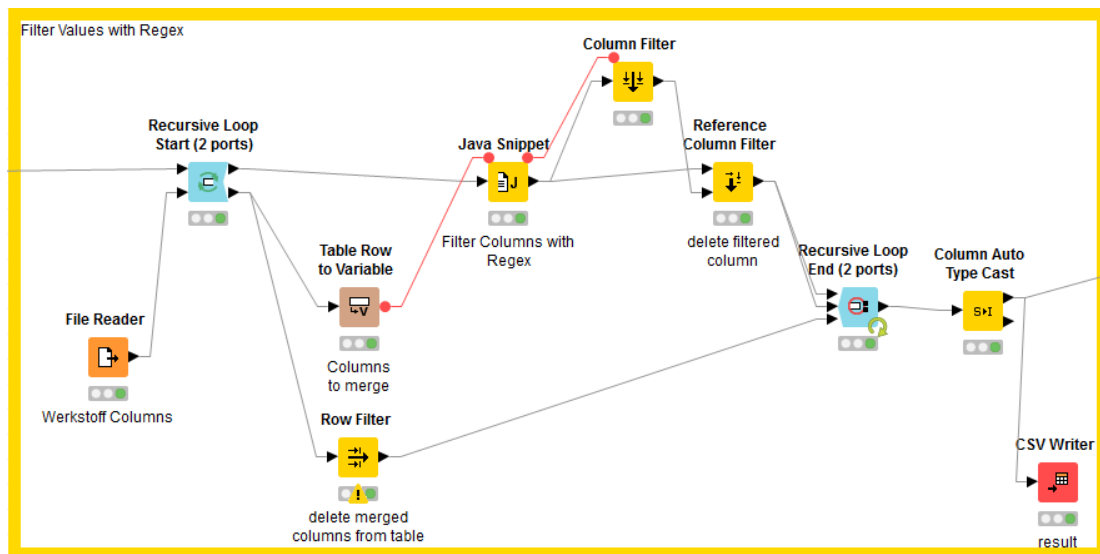 Filter Values with Regex
Column Filter
Recursive Loop
Start (2 ports)
Java Snippet
J
Filter Columns with
Regex
Reference
Column Filter
delete filtered
column
Table Row
to Variable
V
Columns
to merge
Recursive Loop
End (2 ports)
Column Auto
Type Cast
S I
File Reader
Werkstoff Columns
Row Filter
!
delete merged
columns from table
CSV Writer
result